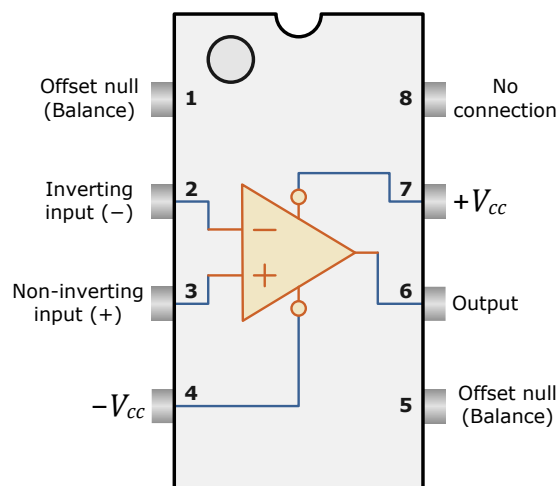 Offset null
(Balance)
1
8
No
connection
Inverting
input (−)
2
7
+Vcc
−
+
Non-inverting
input (+)
3
6
Output
−Vcc
4
5
Offset null
(Balance)